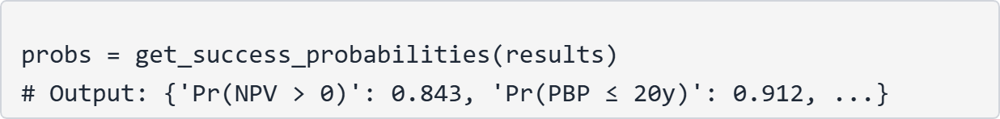 probs = get_success_probabilities(results)
# Output: {'Pr(NPV > 0)': 0.843, 'Pr(PBP ≤ 20y)': 0.912, ...}